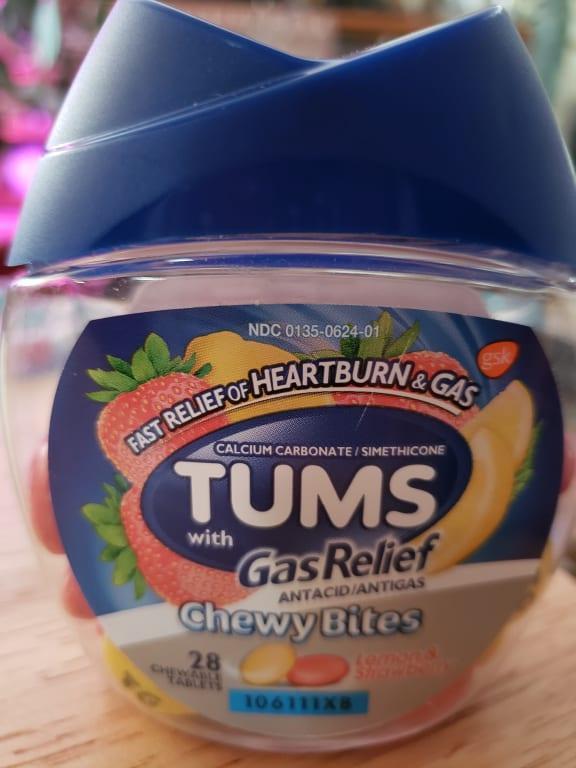 NDC 0135-0624-01
gsk
FAST RELIEF OF HEARTBURN & GAS
CALCIUM CARBONATE / SIMETHICONE
TUMS
with
Gas Relief
ANTACID/ANTIGAS
Chewy Bites
28
CHEWABLE
TABLETS
Lemon &
Strawberry
106111XB